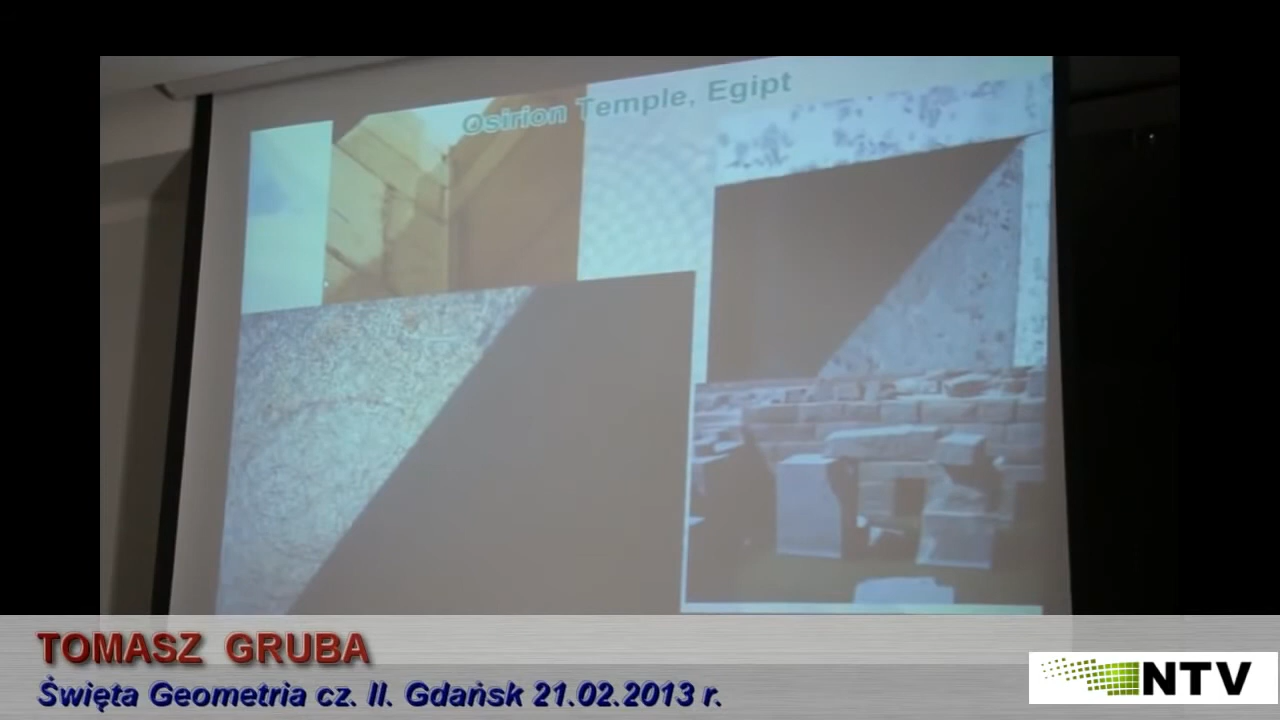 Osirion Temple, Egipt
TOMASZ GRUBA
Święta Geometria cz. II. Gdańsk 21.02.2013 r.
NTV